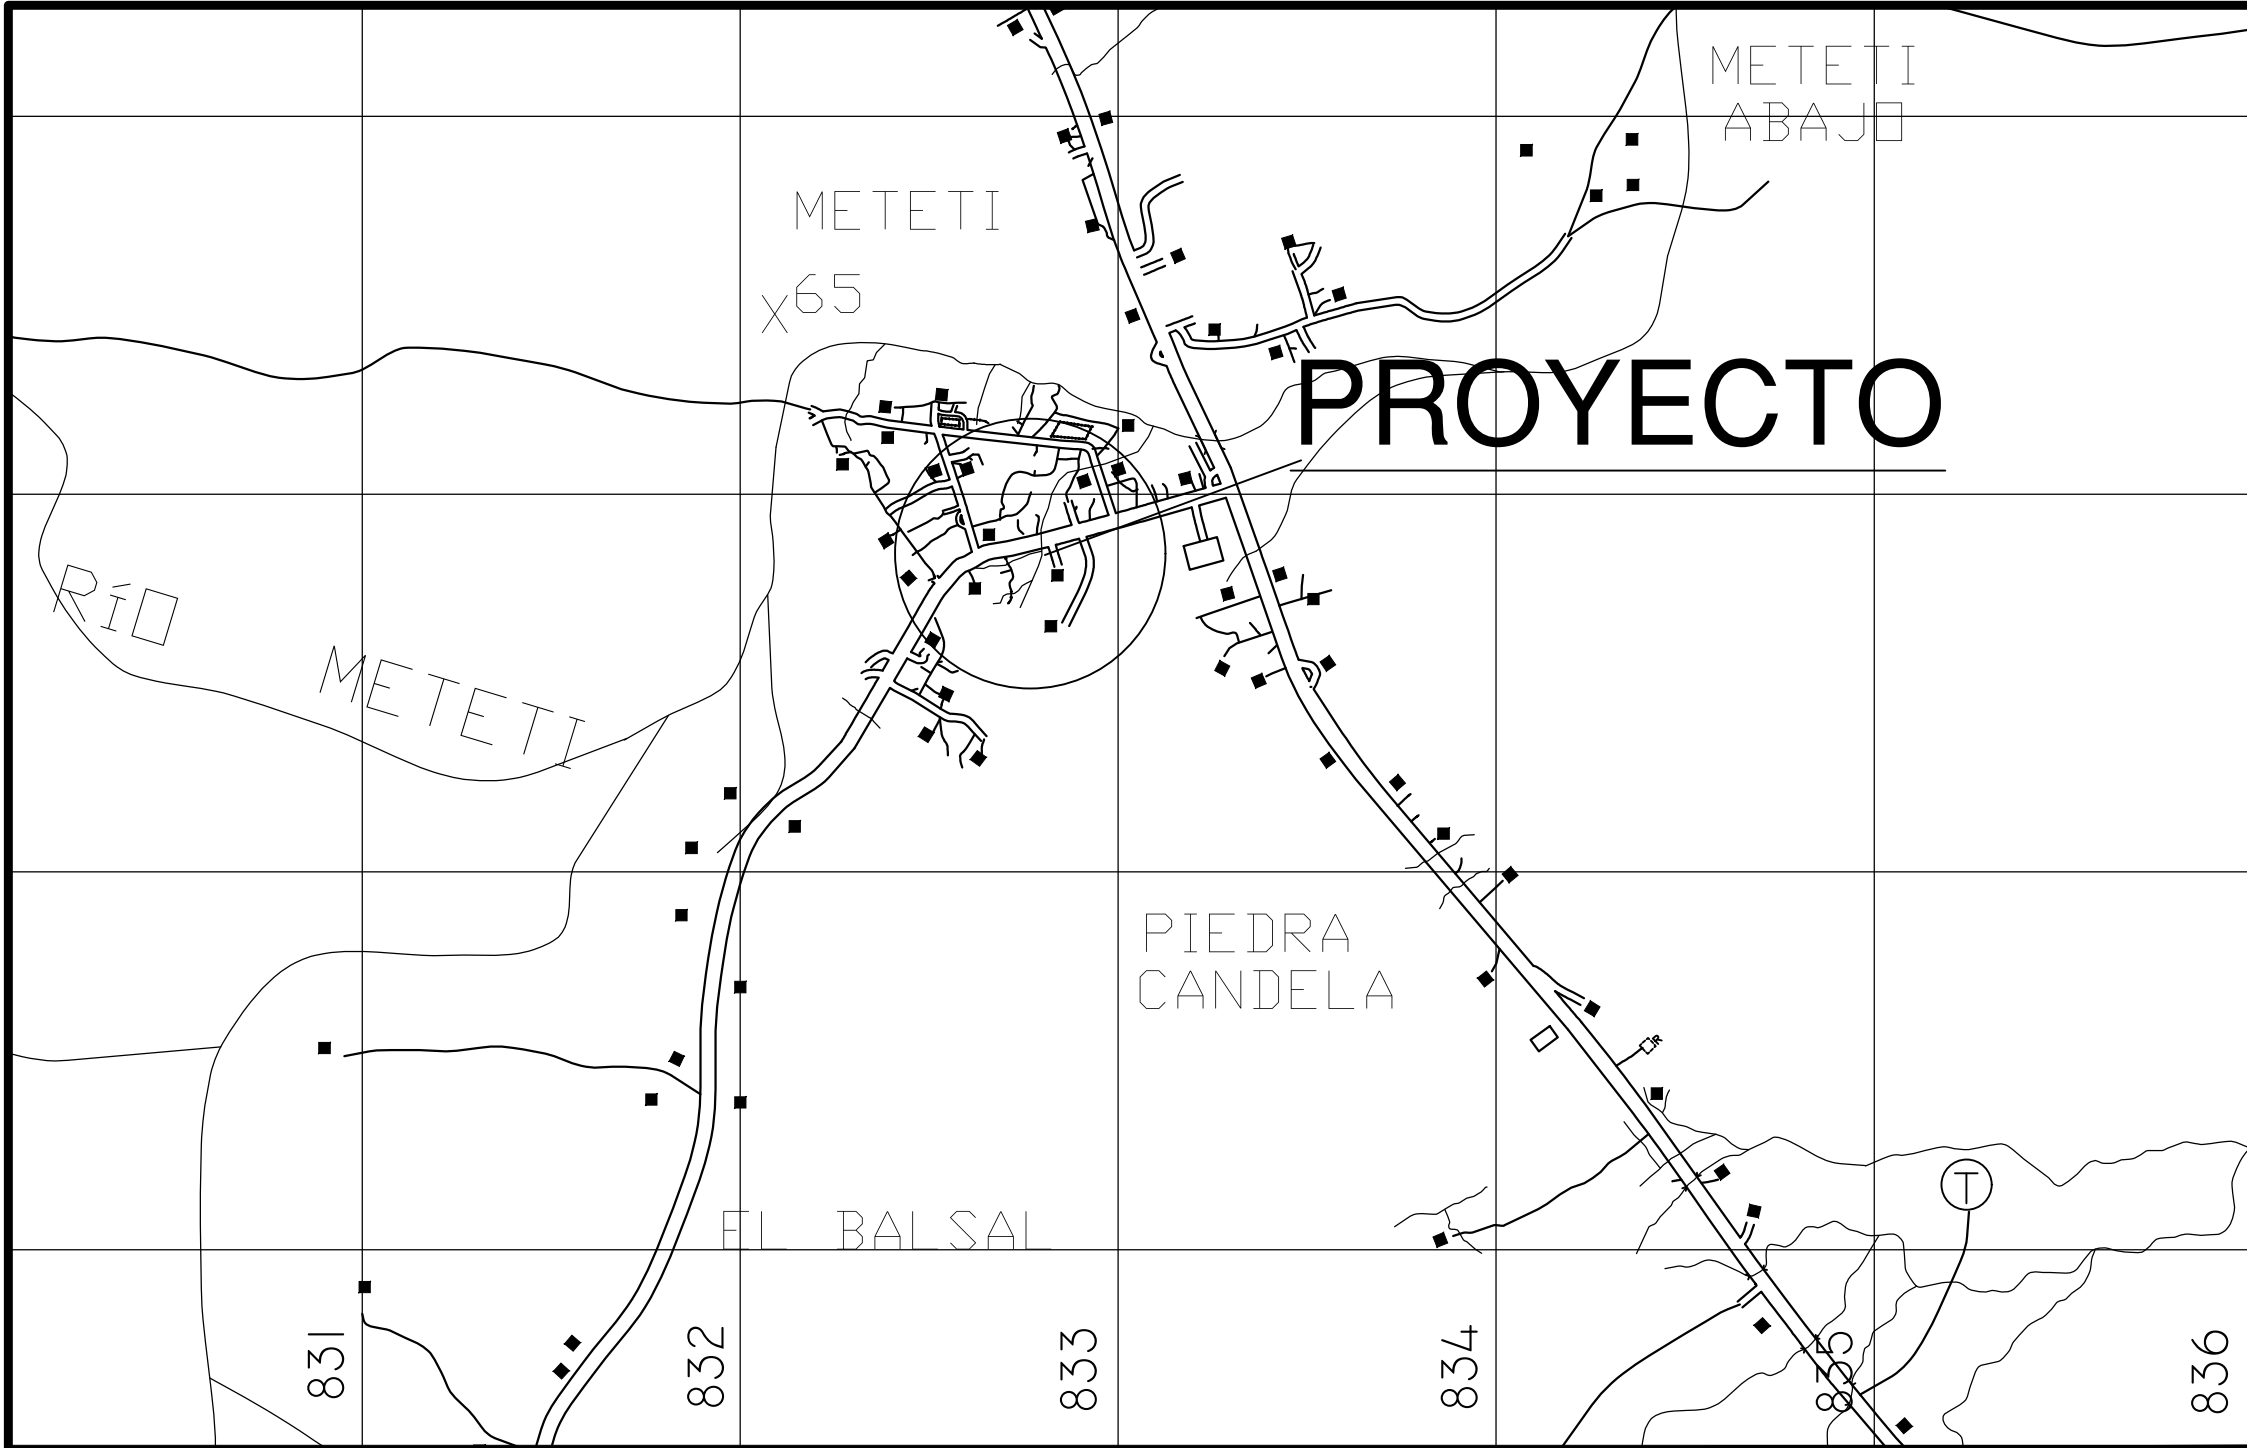 METETI
ABAJO
METETI
X65
PROYECTO
RíO
METETI
PIEDRA
CANDELA
R
T
EL BALSAL
831
832
833
834
835
836